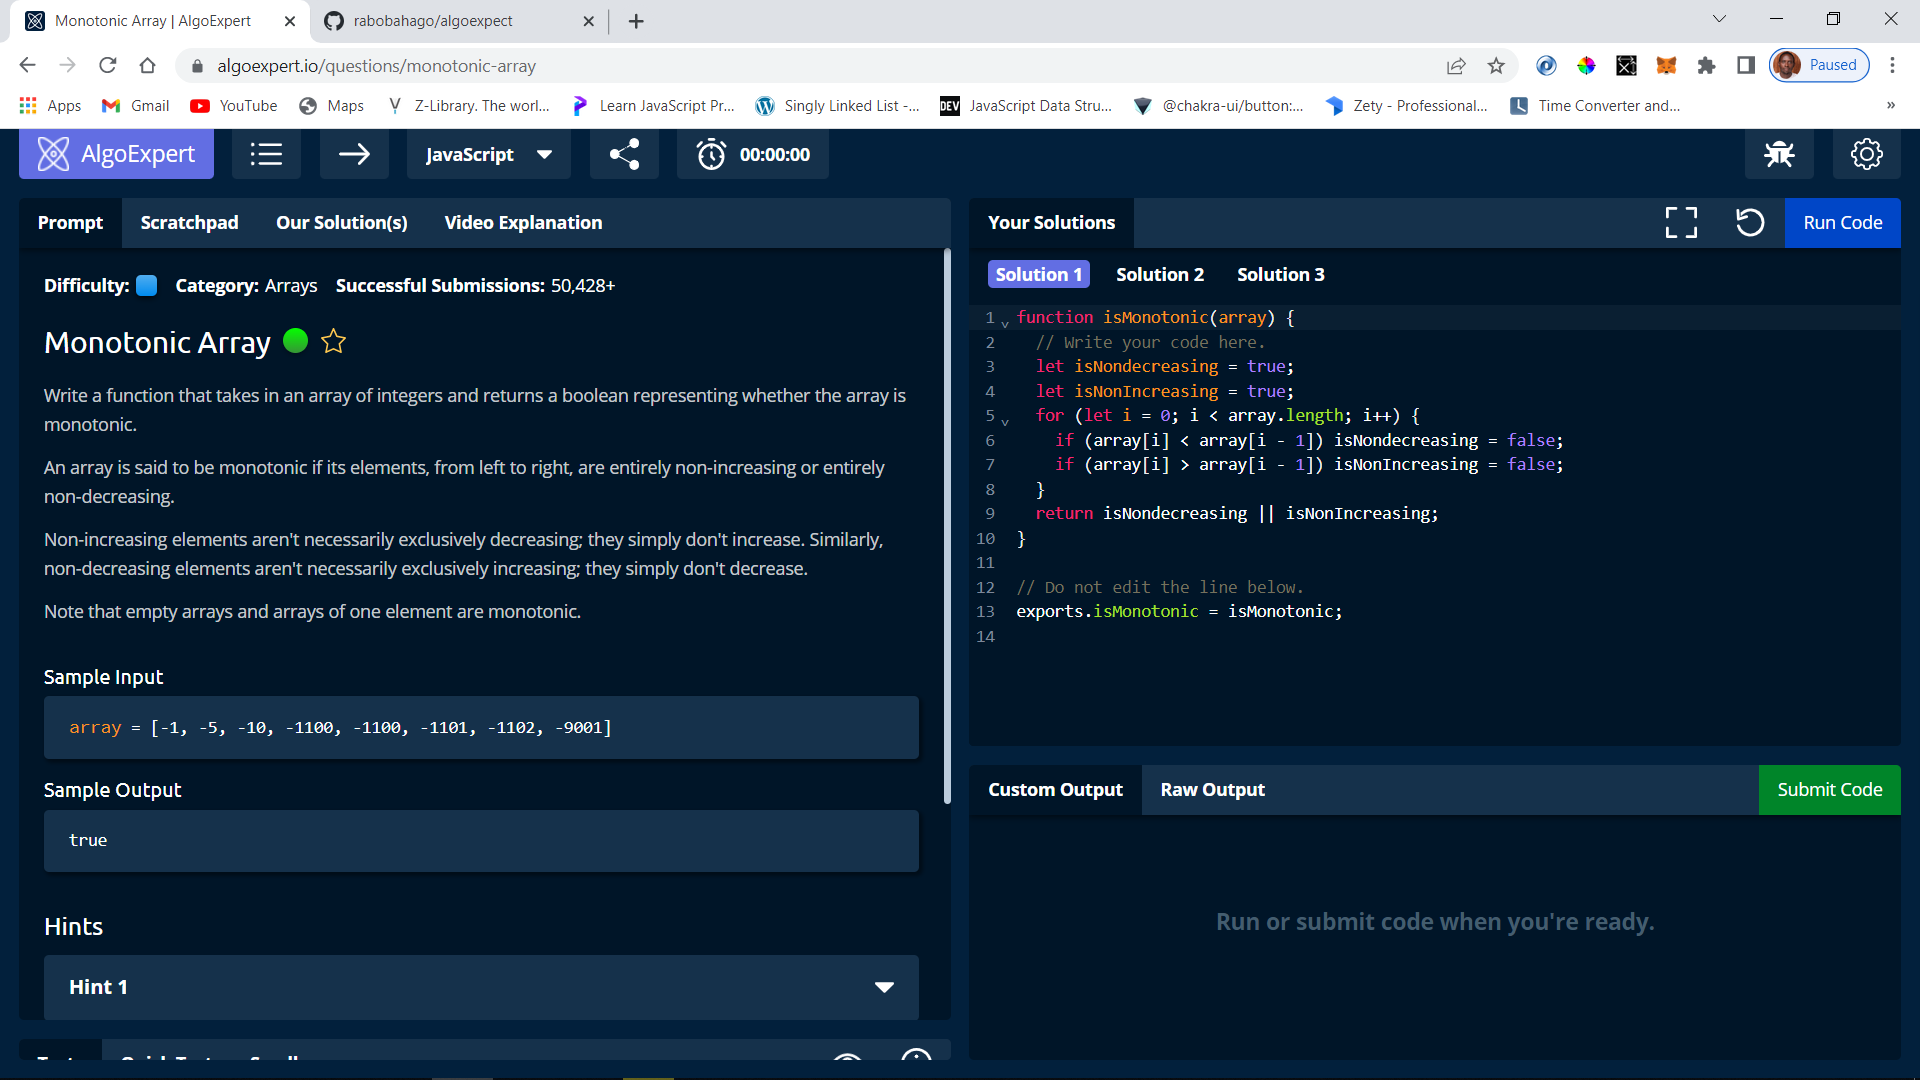 Monotonic Array | AlgoExpert
rabobahago/algoexpect
algoexpert.io/questions/monotonic-array
Paused
Apps
Gmail
YouTube
Maps
Z-Library. The worl...
Learn JavaScript Pr...
Singly Linked List -...
DEV
JavaScript Data Stru...
@chakra-ui/button:...
Zety - Professional...
Time Converter and...
»
AlgoExpert
JavaScript
00:00:00
Prompt
Scratchpad
Our Solution(s)
Video Explanation
Difficulty:
Category: Arrays
Successful Submissions: 50,428+
Monotonic Array
Write a function that takes in an array of integers and returns a boolean representing whether the array is
monotonic.
An array is said to be monotonic if its elements, from left to right, are entirely non-increasing or entirely
non-decreasing.
Non-increasing elements aren't necessarily exclusively decreasing; they simply don't increase. Similarly,
non-decreasing elements aren't necessarily exclusively increasing; they simply don't decrease.
Note that empty arrays and arrays of one element are monotonic.
Sample Input
array = [-1, -5, -10, -1100, -1100, -1101, -1102, -9001]
Sample Output
true
Hints
Hint 1
Your Solutions
Run Code
Solution 1
Solution 2
Solution 3
1 function isMonotonic(array) {
2 // Write your code here.
3 let isNondecreasing = true;
4 let isNonIncreasing = true;
5 for (let i = 0; i < array.length; i++) {
6 if (array[i] < array[i - 1]) isNondecreasing = false;
7 if (array[i] > array[i - 1]) isNonIncreasing = false;
8 }
9 return isNondecreasing || isNonIncreasing;
10 }
11
12 // Do not edit the line below.
13 exports.isMonotonic = isMonotonic;
14
Custom Output
Raw Output
Submit Code
Run or submit code when you're ready.